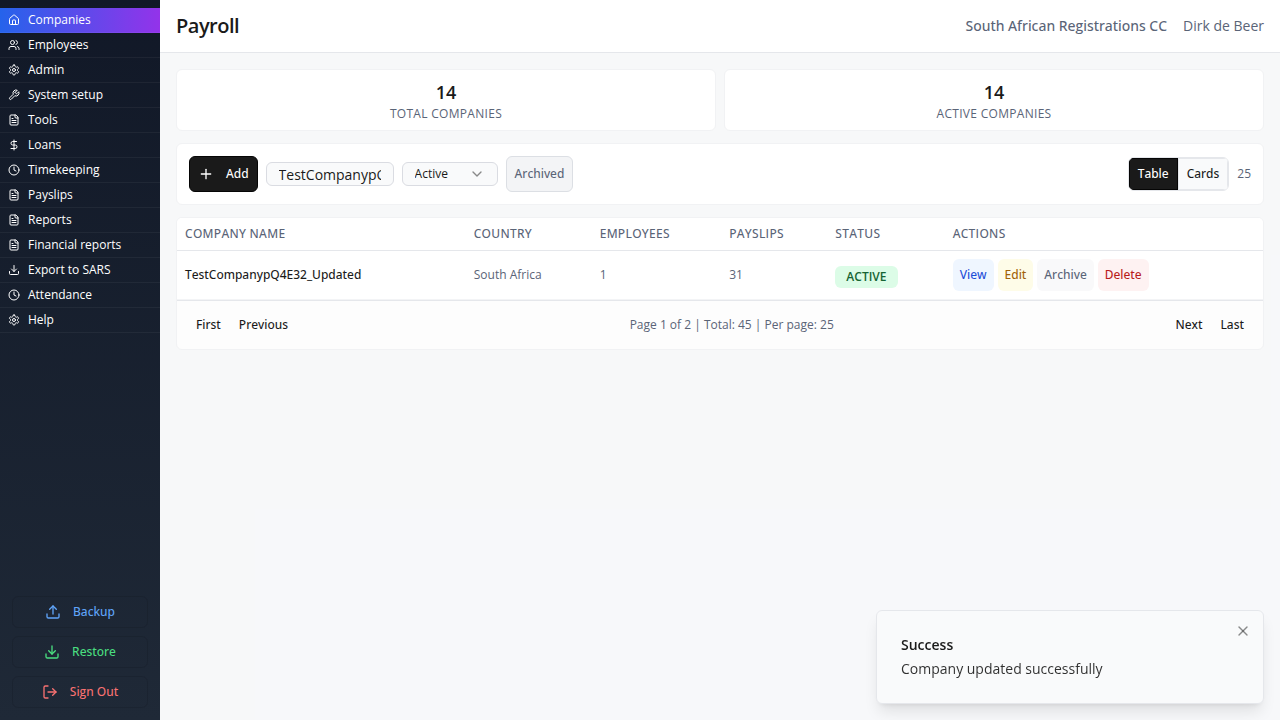 Companies
Employees
Admin
System setup
Tools
Loans
Timekeeping
Payslips
Reports
Financial reports
Export to SARS
Attendance
Help
Backup
Restore
Sign Out
Payroll
South African Registrations CC Dirk de Beer
14
TOTAL COMPANIES
14
ACTIVE COMPANIES
Add TestCompanypQ Active Archived Table Cards 25
COMPANY NAME COUNTRY EMPLOYEES PAYSLIPS STATUS ACTIONS
TestCompanypQ4E32_Updated South Africa 1 31 ACTIVE View Edit Archive Delete
First Previous Page 1 of 2 | Total: 45 | Per page: 25 Next Last
Success
Company updated successfully